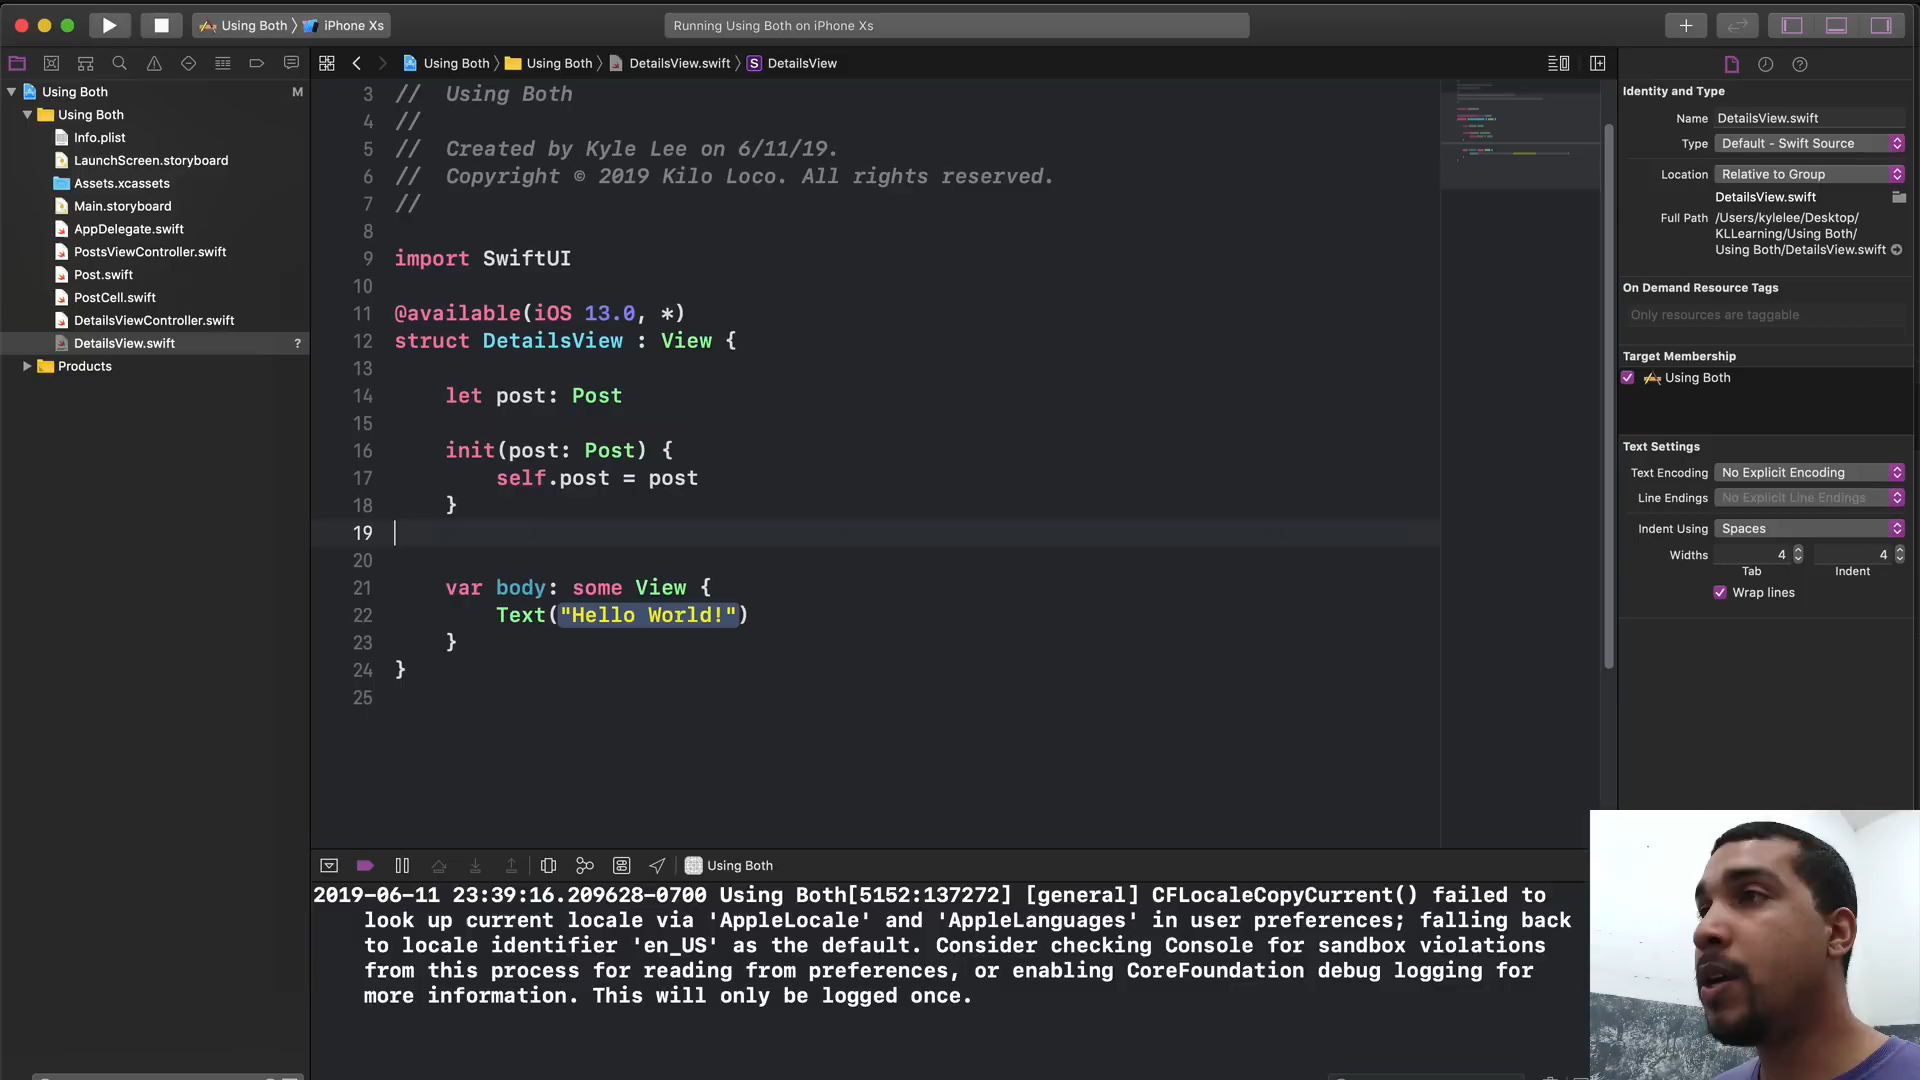 Using Both
iPhone Xs
Running Using Both on iPhone Xs
Using Both
Using Both
DetailsView.swift
S
DetailsView
Using Both
M
Using Both
Info.plist
LaunchScreen.storyboard
Assets.xcassets
Main.storyboard
AppDelegate.swift
PostsViewController.swift
Post.swift
PostCell.swift
DetailsViewController.swift
DetailsView.swift
?
Products
3 //  Using Both
4 //
5 //  Created by Kyle Lee on 6/11/19.
6 //  Copyright © 2019 Kilo Loco. All rights reserved.
7 //
8
9 import SwiftUI
10
11 @available(iOS 13.0, *)
12 struct DetailsView : View {
13
14     let post: Post
15
16     init(post: Post) {
17         self.post = post
18     }
19
20
21     var body: some View {
22         Text("Hello World!")
23     }
24 }
25
Identity and Type
Name DetailsView.swift
Type Default - Swift Source
Location Relative to Group
DetailsView.swift
Full Path /Users/kylelee/Desktop/
KLLearning/Using Both/
Using Both/DetailsView.swift
On Demand Resource Tags
Only resources are taggable
Target Membership
Using Both
Text Settings
Text Encoding No Explicit Encoding
Line Endings No Explicit Line Endings
Indent Using Spaces
Widths 4 4
Tab Indent
Wrap lines
Using Both
2019-06-11 23:39:16.209628-0700 Using Both[5152:137272] [general] CFLocaleCopyCurrent() failed to
look up current locale via 'AppleLocale' and 'AppleLanguages' in user preferences; falling back
to locale identifier 'en_US' as the default. Consider checking Console for sandbox violations
from this process for reading from preferences, or enabling CoreFoundation debug logging for
more information. This will only be logged once.